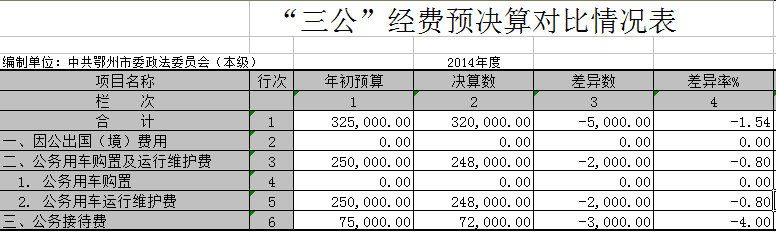 “三公”经费预决算对比情况表
编制单位：中共鄂州市委政法委员会（本级） 2014年度
项目名称 行次 年初预算 决算数 差异数 差异率%
栏 次 1 2 3 4
合 计 1 325,000.00 320,000.00 -5,000.00 -1.54
一、因公出国（境）费用 2 0.00 0.00 0.00 0.00
二、公务用车购置及运行维护费 3 250,000.00 248,000.00 -2,000.00 -0.80
1. 公务用车购置 4 0.00 0.00 0.00 0.00
2. 公务用车运行维护费 5 250,000.00 248,000.00 -2,000.00 -0.80
三、公务接待费 6 75,000.00 72,000.00 -3,000.00 -4.00